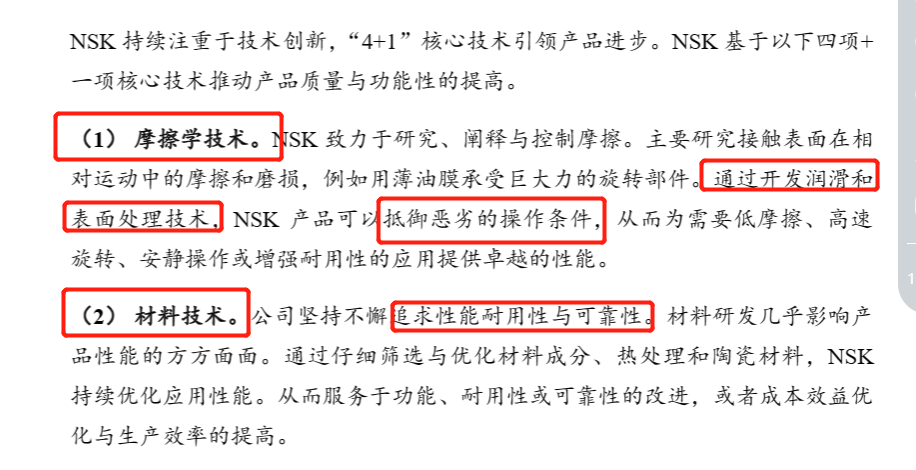 NSK 持续注重于技术创新，“4+1”核心技术引领产品进步。NSK 基于以下四项+
一项核心技术推动产品质量与功能性的提高。
（1） 摩擦学技术。NSK 致力于研究、阐释与控制摩擦。主要研究接触表面在相
对运动中的摩擦和磨损，例如用薄油膜承受巨大力的旋转部件。通过开发润滑和
表面处理技术，NSK 产品可以抵御恶劣的操作条件，从而为需要低摩擦、高速
旋转、安静操作或增强耐用性的应用提供卓越的性能。
（2） 材料技术。公司坚持不懈追求性能耐用性与可靠性。材料研发几乎影响产
品性能的方方面面。通过仔细筛选与优化材料成分、热处理和陶瓷材料，NSK
持续优化应用性能。从而服务于功能、耐用性或可靠性的改进，或者成本效益优
化与生产效率的提高。
1